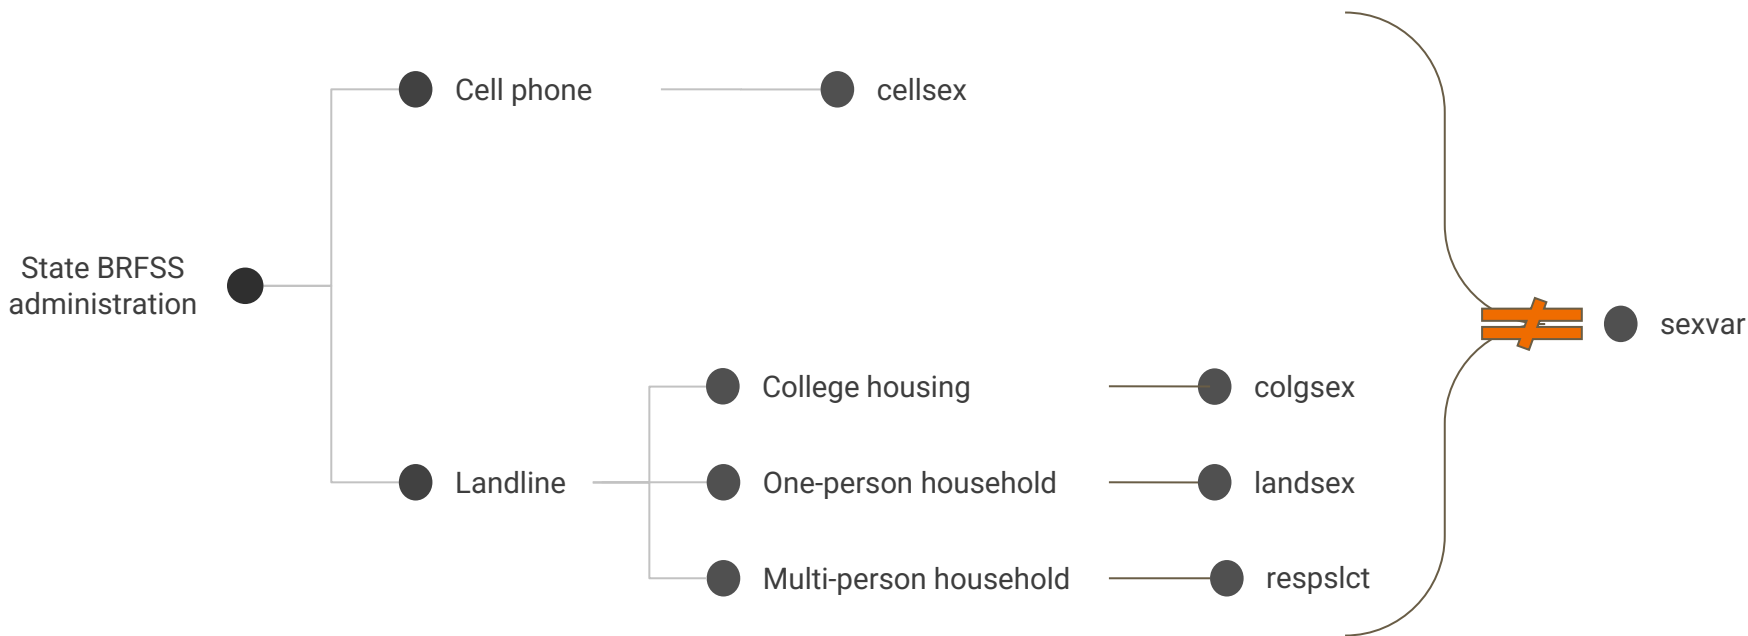 Cell phone
cellsex
State BRFSS
administration
≠
sexvar
College housing
colgsex
Landline
One-person household
landsex
Multi-person household
respslct